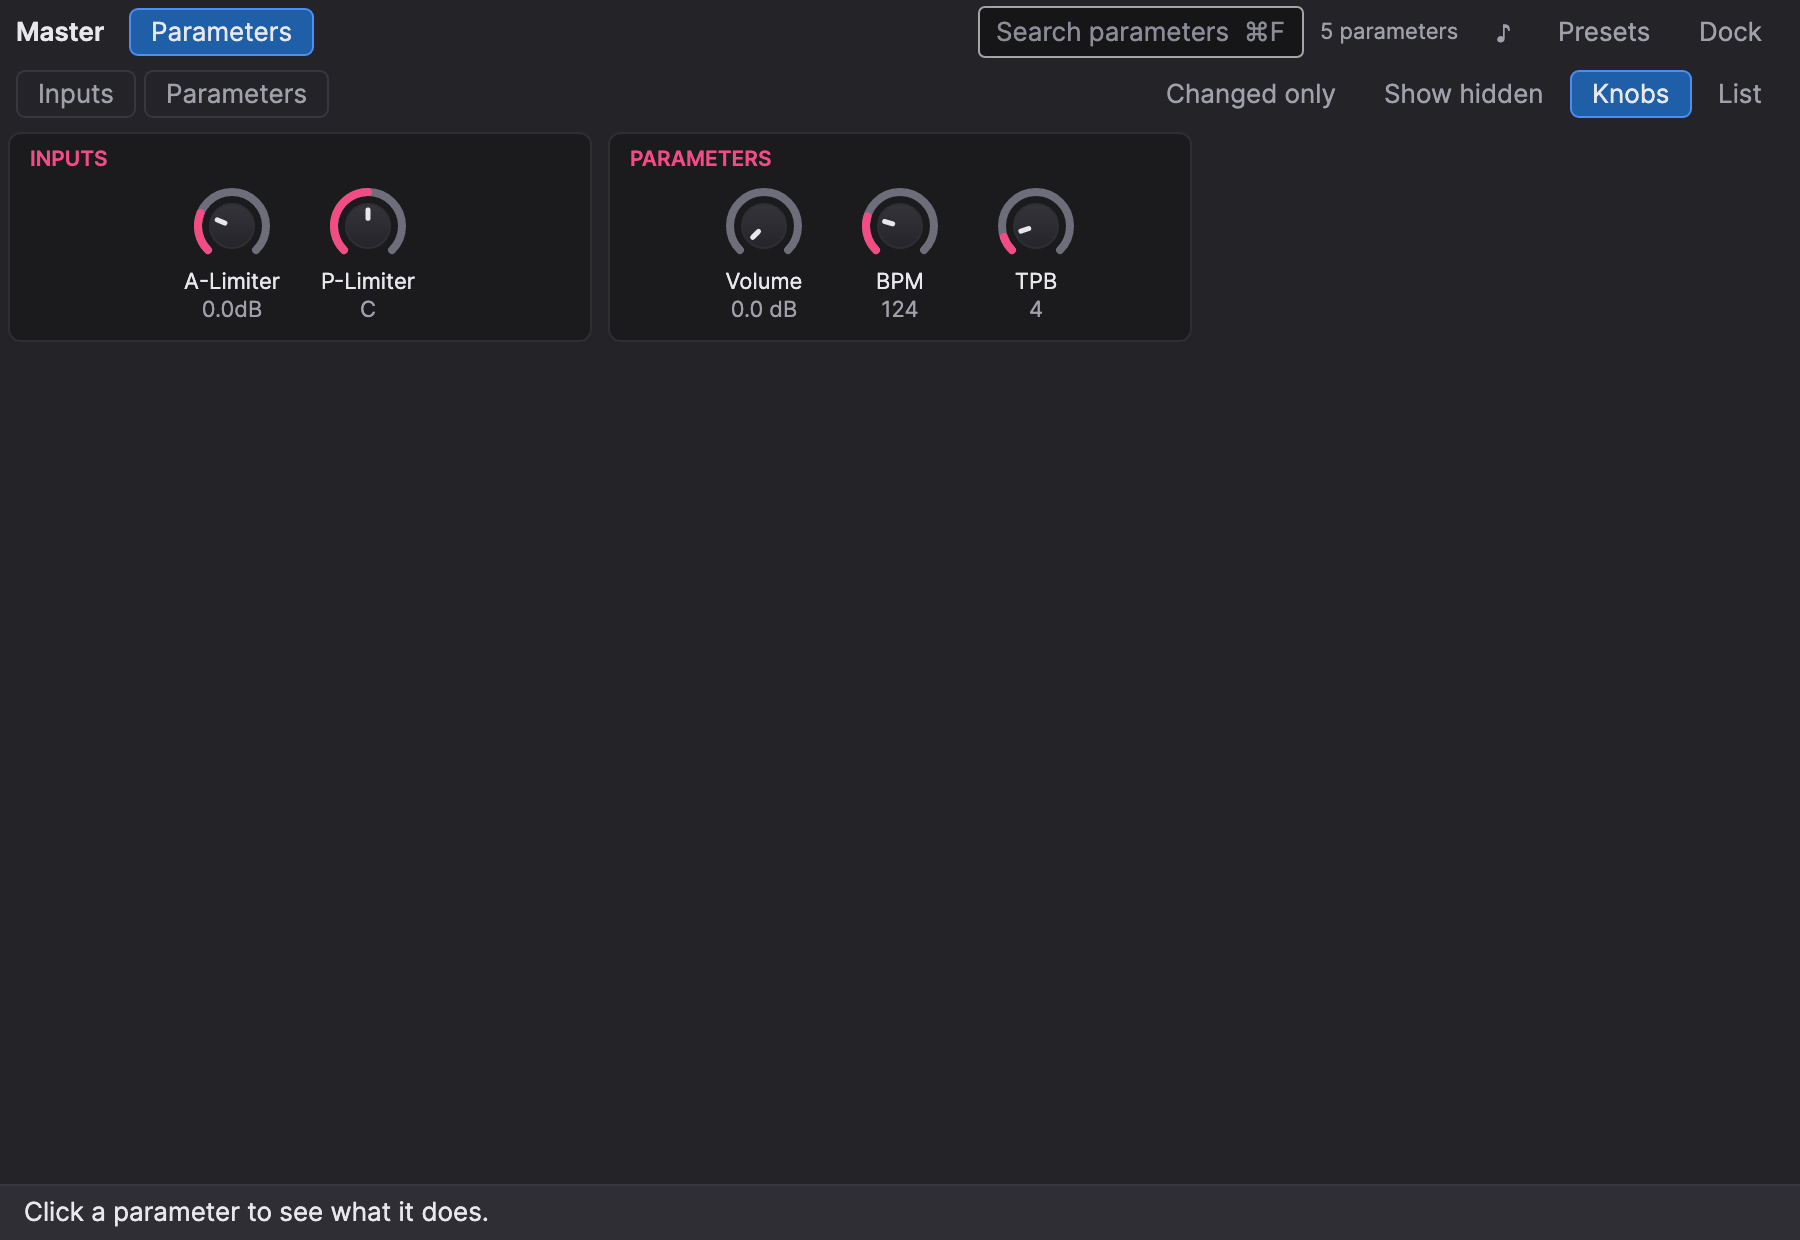 Master Parameters Search parameters ⌘F 5 parameters ♪ Presets Dock
Inputs Parameters Changed only Show hidden Knobs List
INPUTS
A-Limiter P-Limiter
0.0dB C
PARAMETERS
Volume BPM TPB
0.0 dB 124 4
Click a parameter to see what it does.